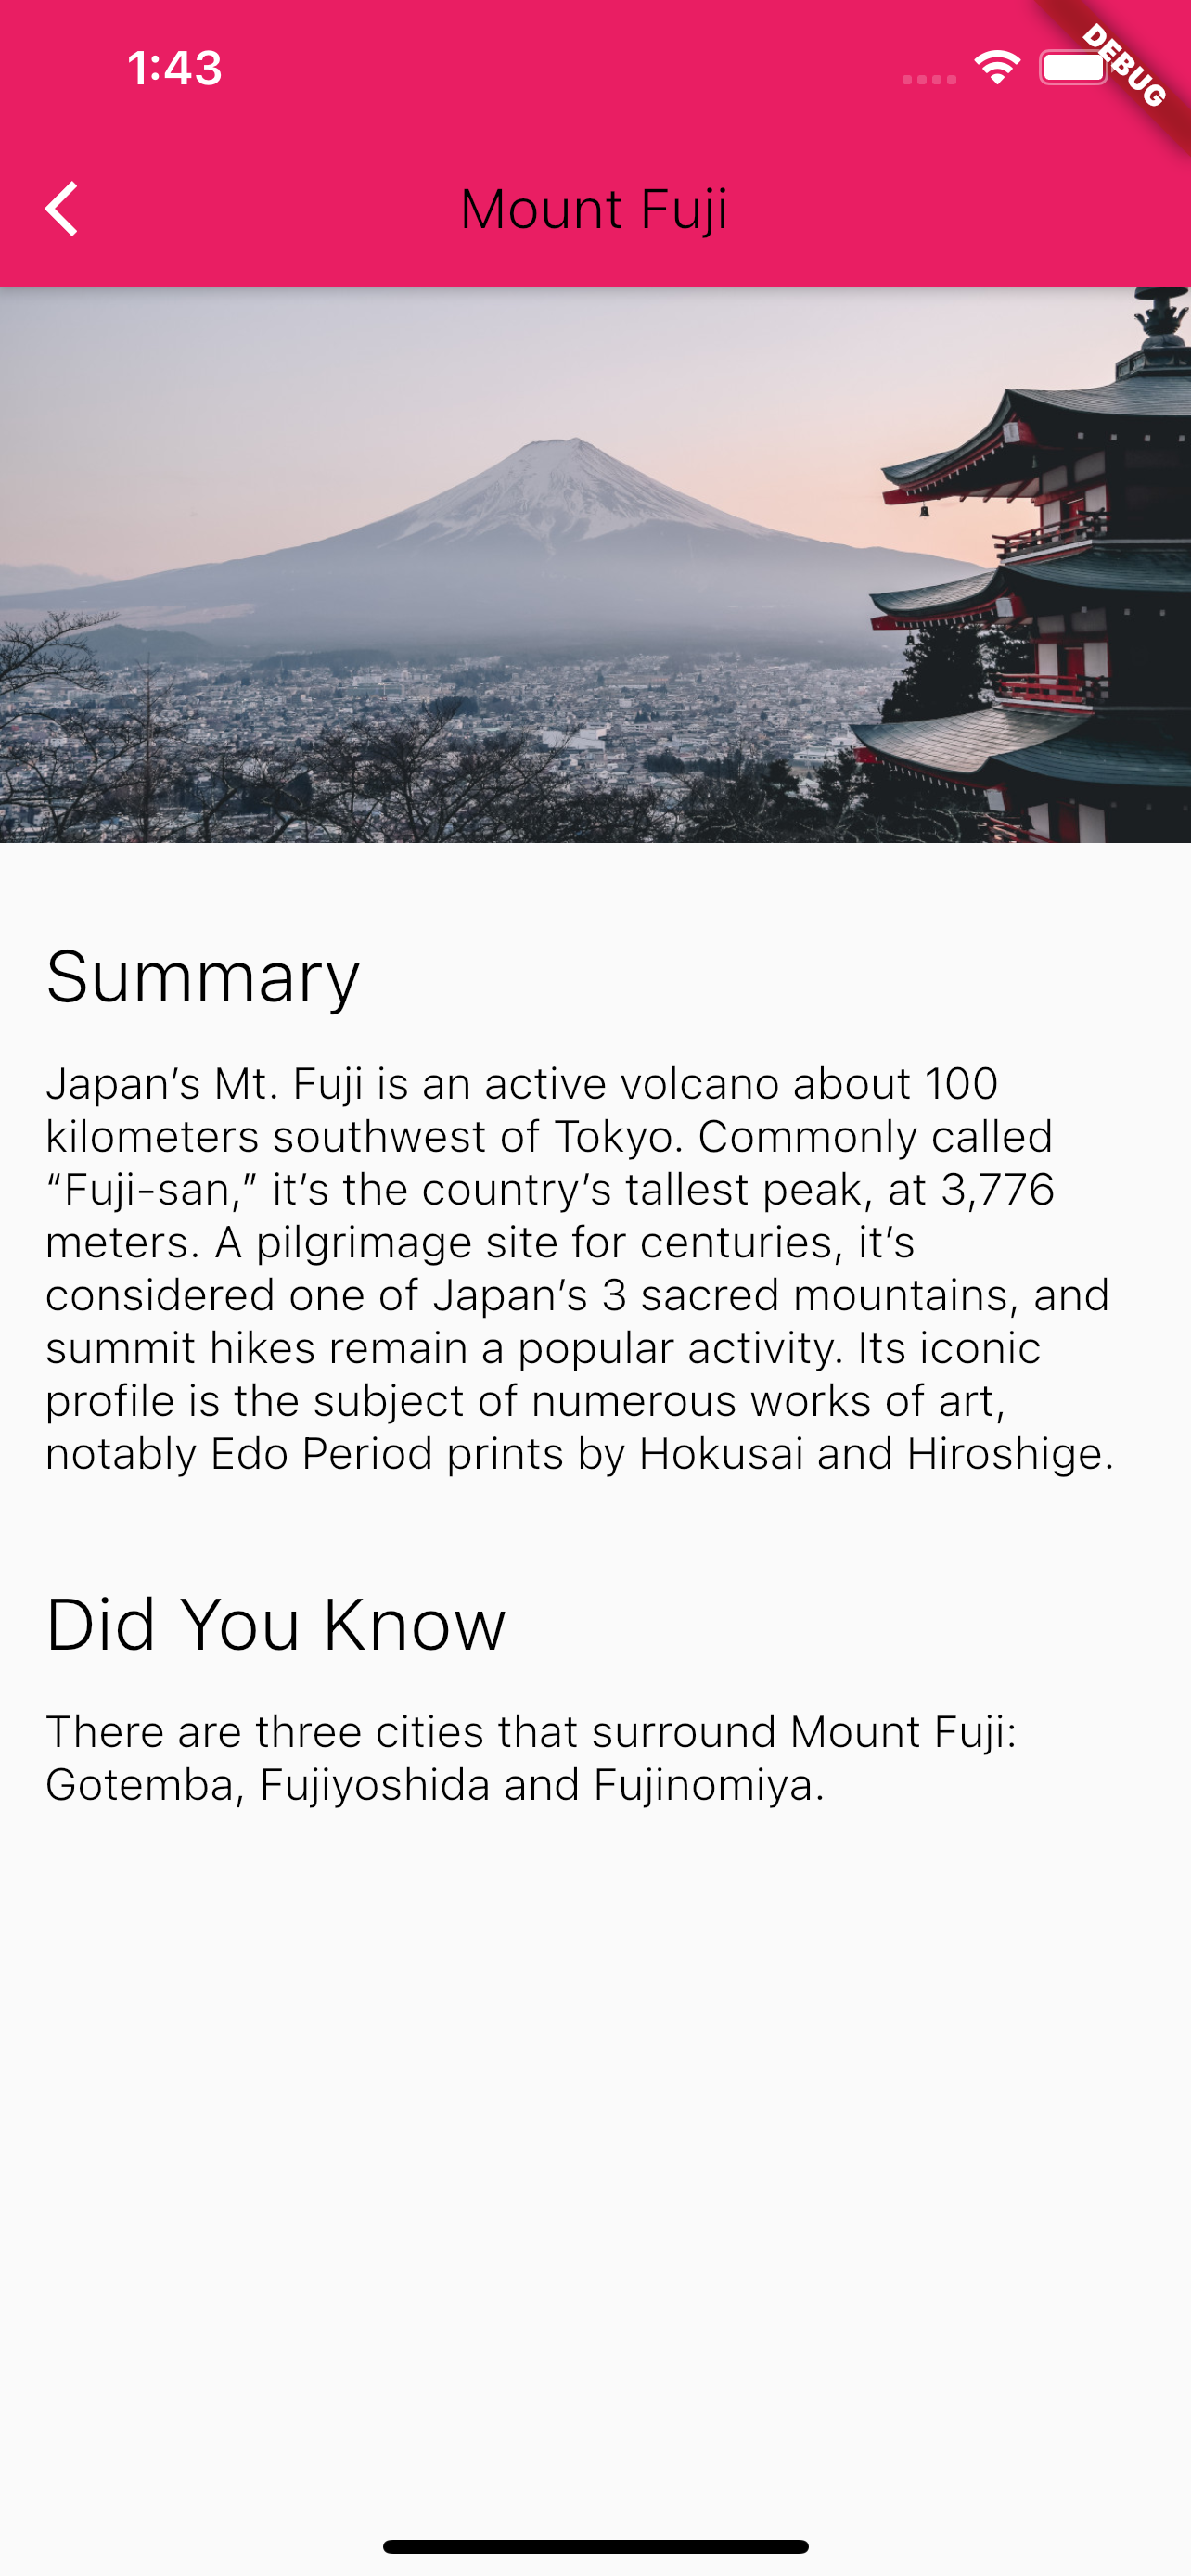 1:43
DEBUG
Mount Fuji
Summary
Japan’s Mt. Fuji is an active volcano about 100
kilometers southwest of Tokyo. Commonly called
“Fuji-san,” it’s the country’s tallest peak, at 3,776
meters. A pilgrimage site for centuries, it’s
considered one of Japan’s 3 sacred mountains, and
summit hikes remain a popular activity. Its iconic
profile is the subject of numerous works of art,
notably Edo Period prints by Hokusai and Hiroshige.
Did You Know
There are three cities that surround Mount Fuji:
Gotemba, Fujiyoshida and Fujinomiya.